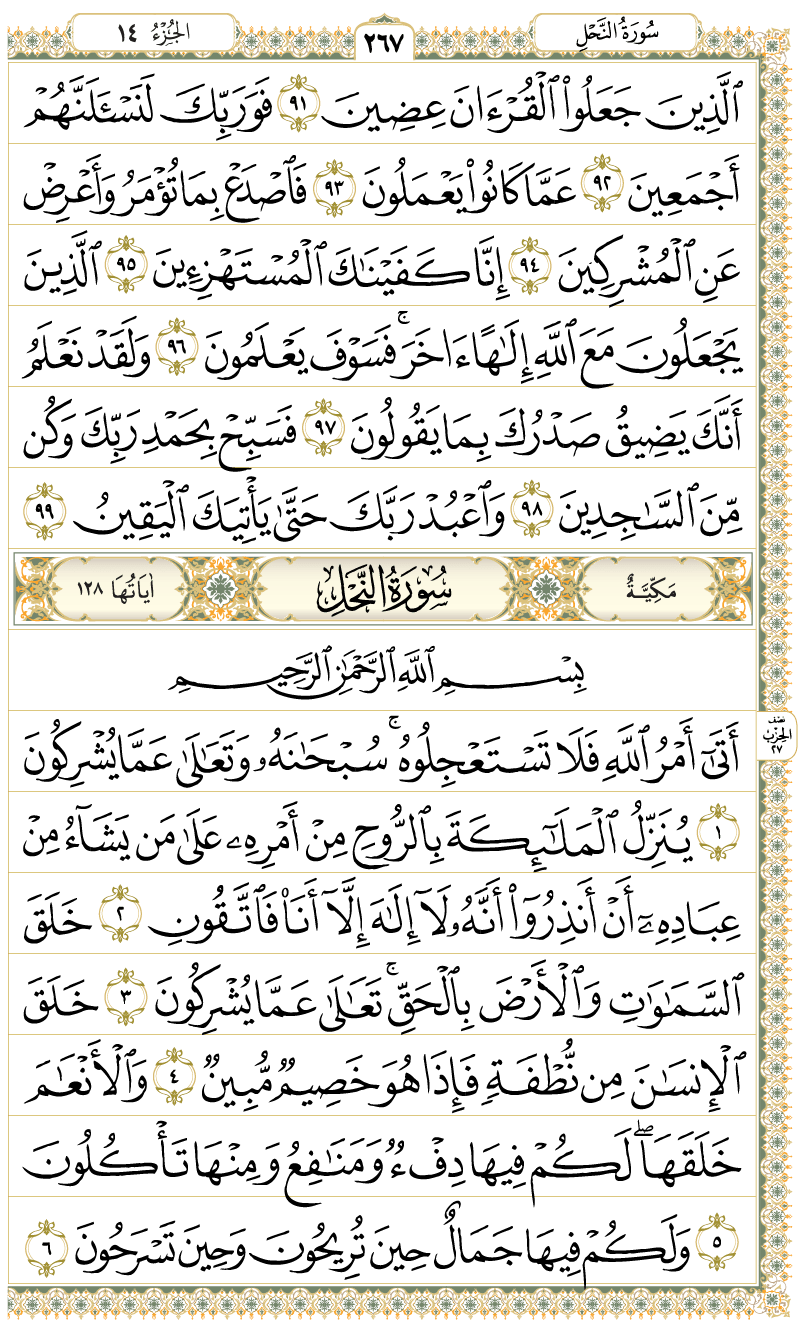 سُورَةُ النَّحْلِ ٢٦٧ الجُزْءُ ١٤
ٱلَّذِينَ جَعَلُوا۟ ٱلْقُرْءَانَ عِضِينَ ٩١ فَوَرَبِّكَ لَنَسْـَٔلَنَّهُمْ
أَجْمَعِينَ ٩٢ عَمَّا كَانُوا۟ يَعْمَلُونَ ٩٣ فَٱصْدَعْ بِمَا تُؤْمَرُ وَأَعْرِضْ
عَنِ ٱلْمُشْرِكِينَ ٩٤ إِنَّا كَفَيْنَـٰكَ ٱلْمُسْتَهْزِءِينَ ٩٥ ٱلَّذِينَ
يَجْعَلُونَ مَعَ ٱللَّهِ إِلَـٰهًا ءَاخَرَ ۚ فَسَوْفَ يَعْلَمُونَ ٩٦ وَلَقَدْ نَعْلَمُ
أَنَّكَ يَضِيقُ صَدْرُكَ بِمَا يَقُولُونَ ٩٧ فَسَبِّحْ بِحَمْدِ رَبِّكَ وَكُن
مِّنَ ٱلسَّـٰجِدِينَ ٩٨ وَٱعْبُدْ رَبَّكَ حَتَّىٰ يَأْتِيَكَ ٱلْيَقِينُ ٩٩
مَكِّيَّةٌ سُورَةُ النَّحْلِ اٰيَاتُهَا ١٢٨
بِسْمِ ٱللَّهِ ٱلرَّحْمَـٰنِ ٱلرَّحِيمِ
أَتَىٰٓ أَمْرُ ٱللَّهِ فَلَا تَسْتَعْجِلُوهُ ۚ سُبْحَـٰنَهُۥ وَتَعَـٰلَىٰ عَمَّا يُشْرِكُونَ
نصف الحزب ٢٧
١ يُنَزِّلُ ٱلْمَلَـٰٓئِكَةَ بِٱلرُّوحِ مِنْ أَمْرِهِۦ عَلَىٰ مَن يَشَآءُ مِنْ
عِبَادِهِۦٓ أَنْ أَنذِرُوٓا۟ أَنَّهُۥ لَآ إِلَـٰهَ إِلَّآ أَنَا۠ فَٱتَّقُونِ ٢ خَلَقَ
ٱلسَّمَـٰوَٰتِ وَٱلْأَرْضَ بِٱلْحَقِّ ۚ تَعَـٰلَىٰ عَمَّا يُشْرِكُونَ ٣ خَلَقَ
ٱلْإِنسَـٰنَ مِن نُّطْفَةٍ فَإِذَا هُوَ خَصِيمٌ مُّبِينٌ ٤ وَٱلْأَنْعَـٰمَ
خَلَقَهَا ۖ لَكُمْ فِيهَا دِفْءٌ وَمَنَـٰفِعُ وَمِنْهَا تَأْكُلُونَ
٥ وَلَكُمْ فِيهَا جَمَالٌ حِينَ تُرِيحُونَ وَحِينَ تَسْرَحُونَ ٦